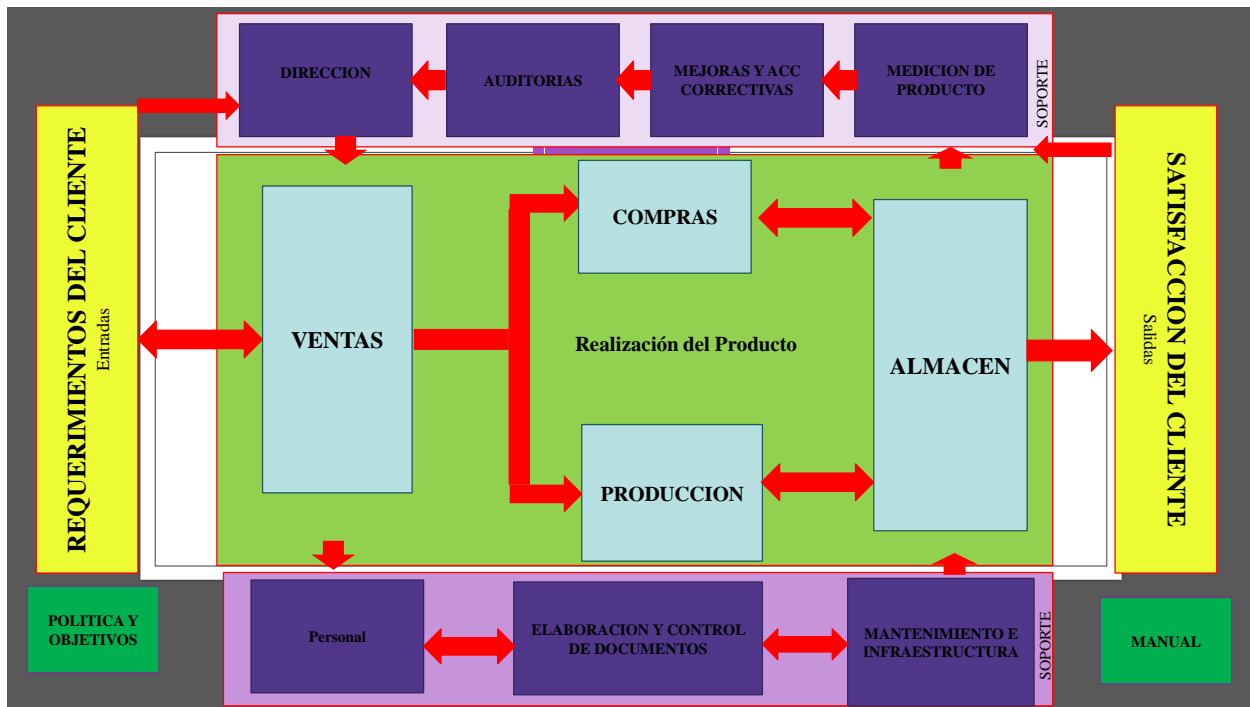 DIRECCION
AUDITORIAS
MEJORAS Y ACC
CORRECTIVAS
MEDICION DE
PRODUCTO
SOPORTE
REQUERIMIENTOS DEL CLIENTE
Entradas
VENTAS
COMPRAS
Realización del Producto
PRODUCCION
ALMACEN
SATISFACCION DEL CLIENTE
Salidas
POLITICA Y
OBJETIVOS
Personal
ELABORACION Y CONTROL
DE DOCUMENTOS
MANTENIMIENTO E
INFRAESTRUCTURA
SOPORTE
MANUAL